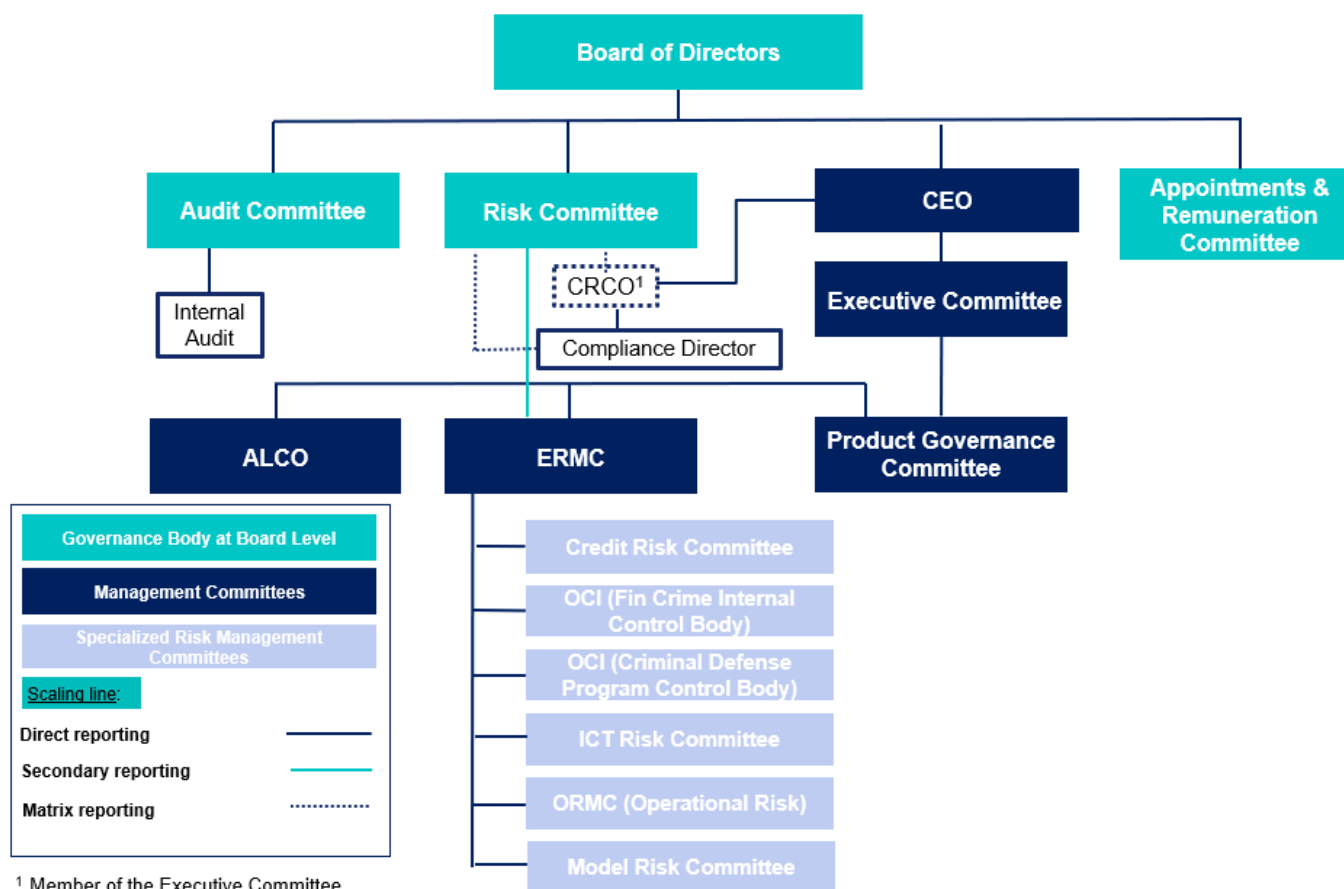 Board of Directors
Audit Committee
Risk Committee
CEO
Appointments &
Remuneration
Committee
CRCO¹
Executive Committee
Internal
Audit
Compliance Director
ALCO
ERMC
Product Governance
Committee
Governance Body at Board Level
Management Committees
Specialized Risk Management
Committees
Scaling line:
Direct reporting
Secondary reporting
Matrix reporting
Credit Risk Committee
OCI (Fin Crime Internal
Control Body)
OCI (Criminal Defense
Program Control Body)
ICT Risk Committee
ORMC (Operational Risk)
Model Risk Committee
¹ Member of the Executive Committee